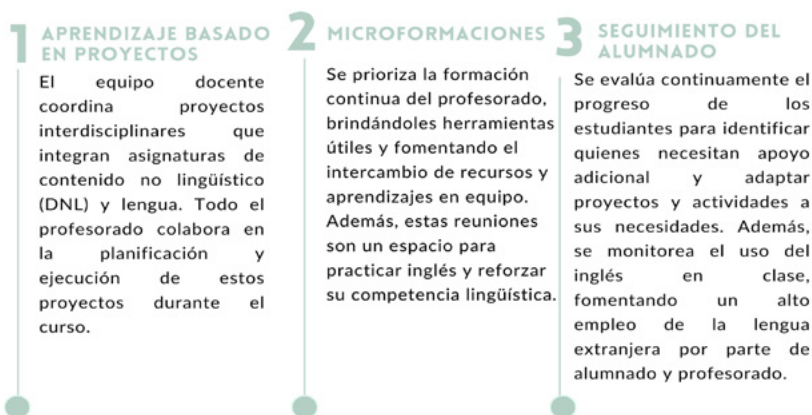 1 APRENDIZAJE BASADO
EN PROYECTOS
El equipo docente
coordina proyectos
interdisciplinares que
integran asignaturas de
contenido no lingüístico
(DNL) y lengua. Todo el
profesorado colabora en
la planificación y
ejecución de estos
proyectos durante el
curso.
2 MICROFORMACIONES
Se prioriza la formación
continua del profesorado,
brindándoles herramientas
útiles y fomentando el
intercambio de recursos y
aprendizajes en equipo.
Además, estas reuniones
son un espacio para
practicar inglés y reforzar
su competencia lingüística.
3 SEGUIMIENTO DEL
ALUMNADO
Se evalúa continuamente el
progreso de los
estudiantes para identificar
quienes necesitan apoyo
adicional y adaptar
proyectos y actividades a
sus necesidades. Además,
se monitorea el uso del
inglés en clase,
fomentando un alto
empleo de la lengua
extranjera por parte de
alumnado y profesorado.